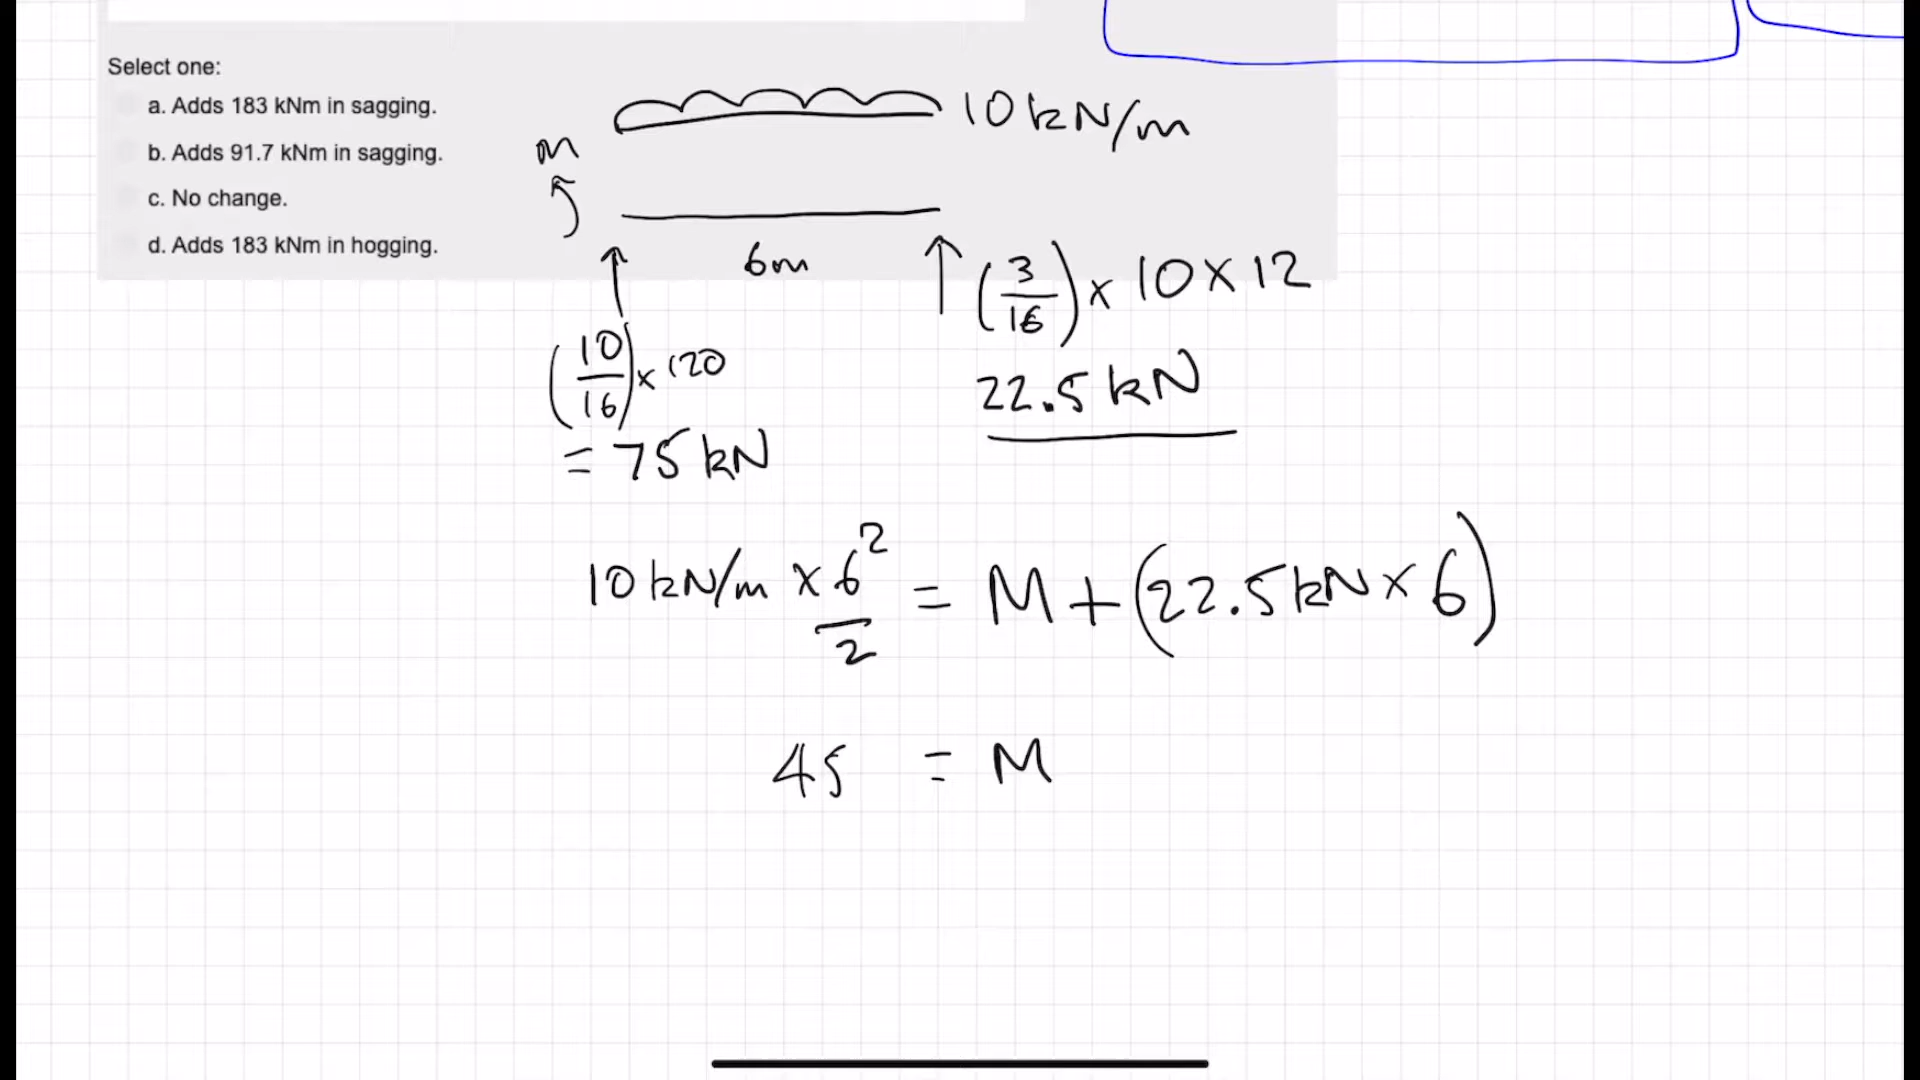 Select one:
a. Adds 183 kNm in sagging.
b. Adds 91.7 kNm in sagging.
c. No change.
d. Adds 183 kNm in hogging.
10kN/m
m
6m
(3/16) × 10 × 12
22.5 kN
(10/16) × 120
= 75 kN
10 kN/m × 6²/2 = M + (22.5 kN × 6)
45 = M